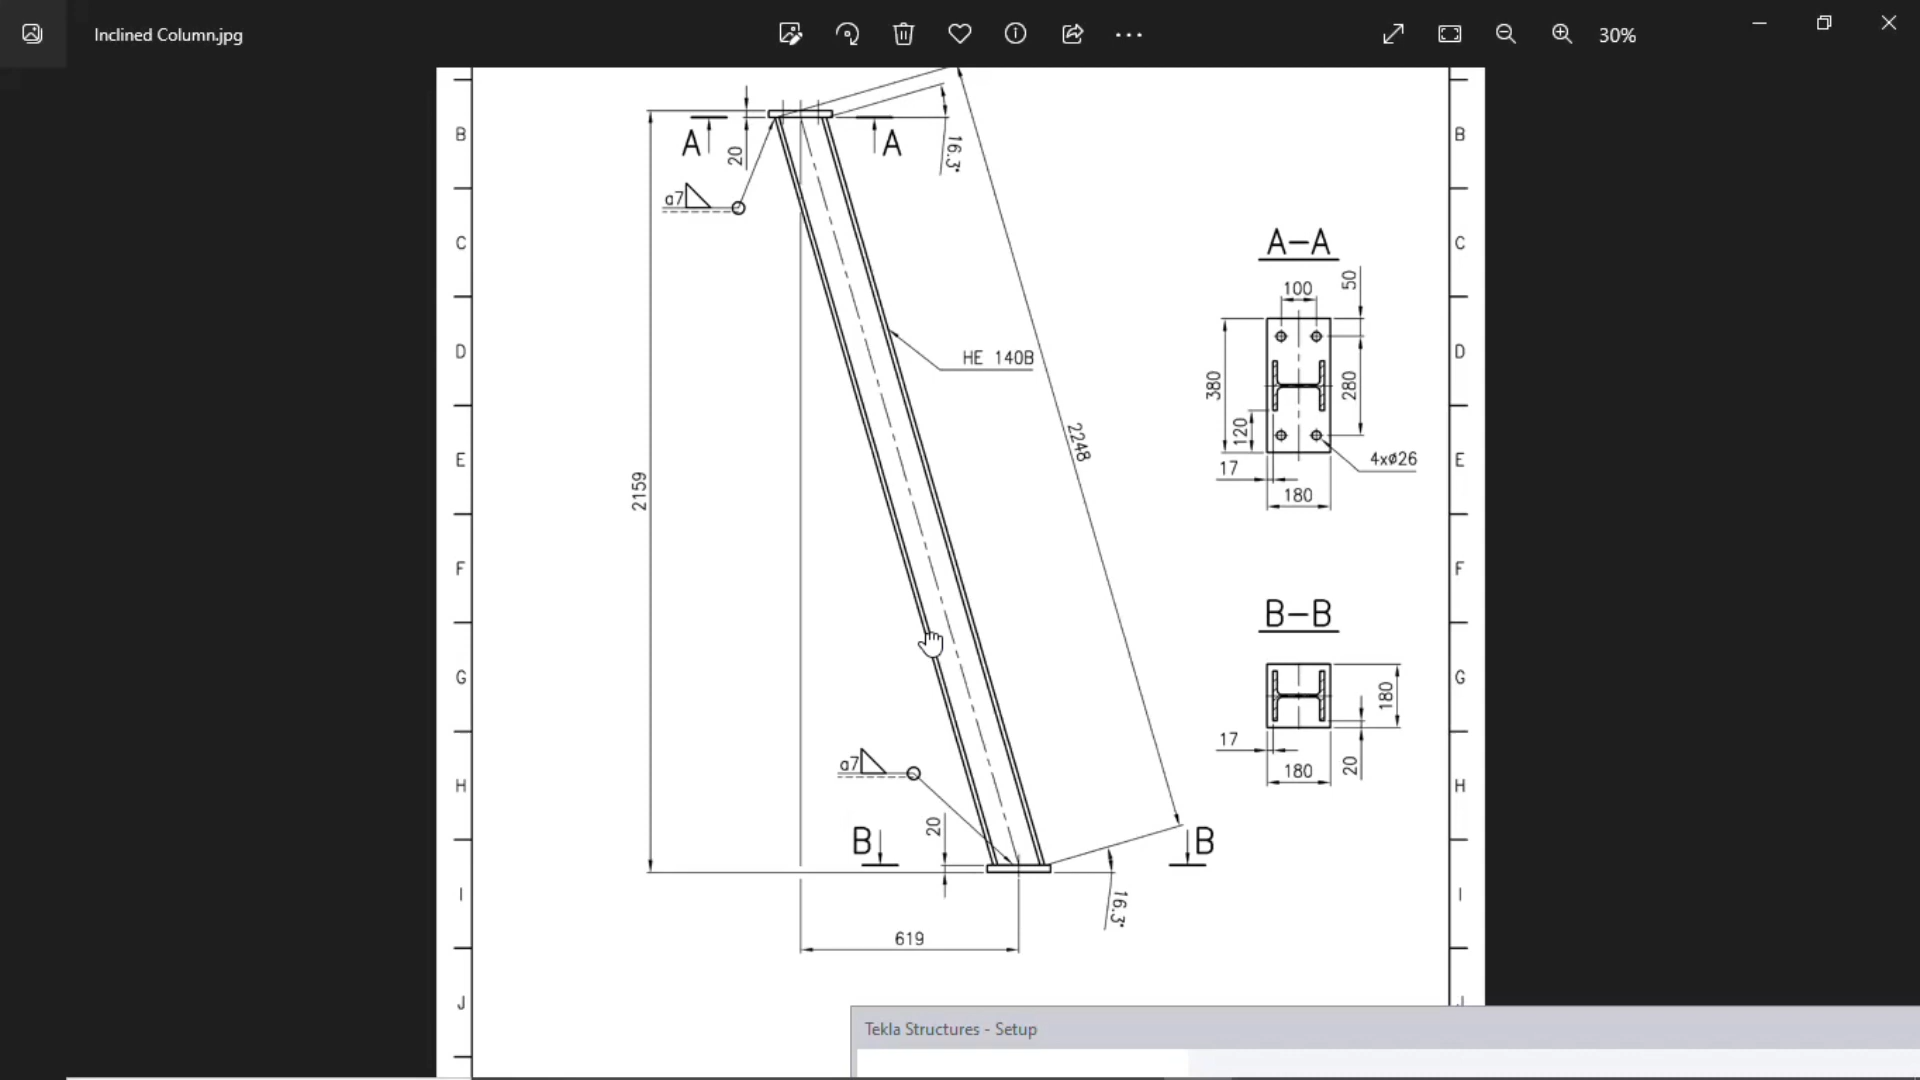 Inclined Column.jpg
30%
B
B
A
A
20
16.3°
a7
C
C
A-A
50
100
D
D
HE 140B
380
280
120
2248
E
E
4xø26
17
2159
180
F
F
B-B
G
G
180
17
a7
20
180
H
H
20
B
B
I
I
16.3°
619
J
J
Tekla Structures - Setup